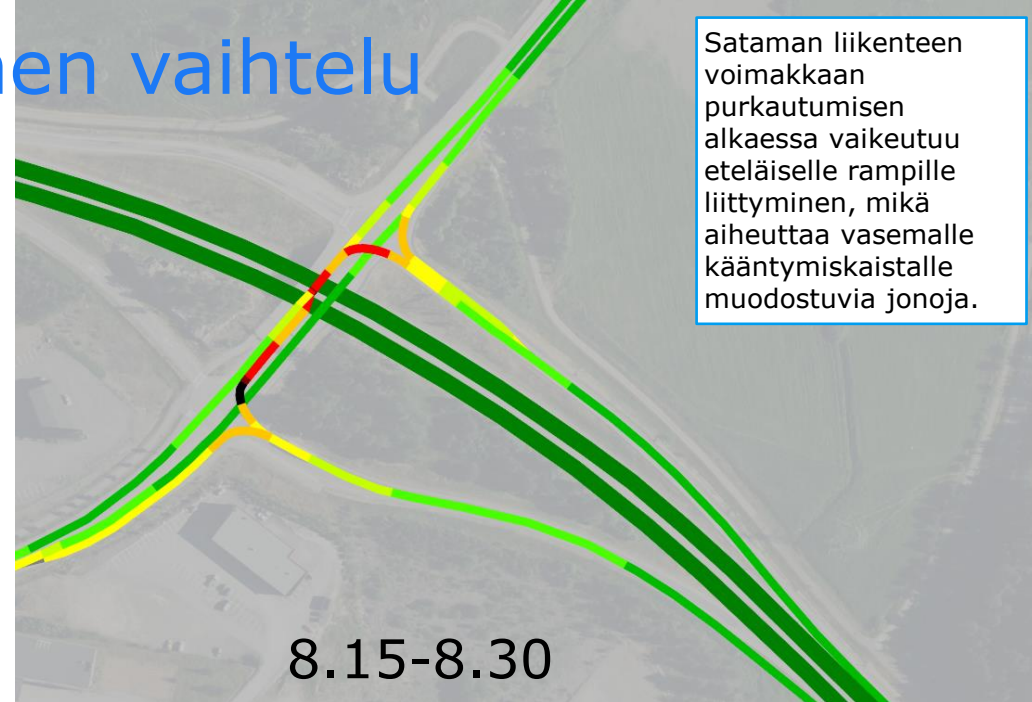 nen vaihtelu
Sataman liikenteen
voimakkaan
purkautumisen
alkaessa vaikeutuu
eteläiselle rampille
liittyminen, mikä
aiheuttaa vasemalle
kääntymiskaistalle
muodostuvia jonoja.
8.15-8.30